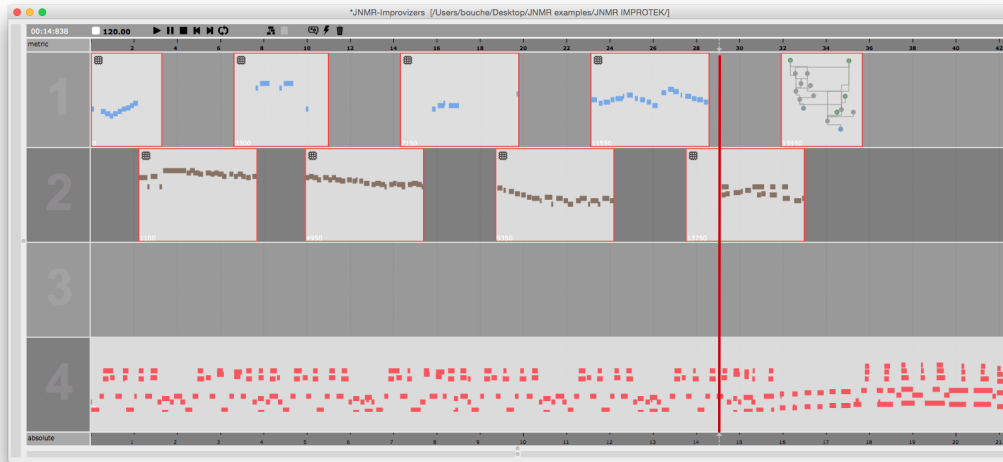 *JNMR-Improvizers [/Users/bouche/Desktop/JNMR examples/JNMR IMPROTEK/]
00:14:838 120.00
metric 2 4 6 8 10 12 14 16 18 20 22 24 26 28 30 32 34 36 38 40 42
1
7150
2
1100 4950 13750
3
4
absolute 1 2 3 4 5 6 7 8 9 10 11 12 13 14 15 16 17 18 19 20 21